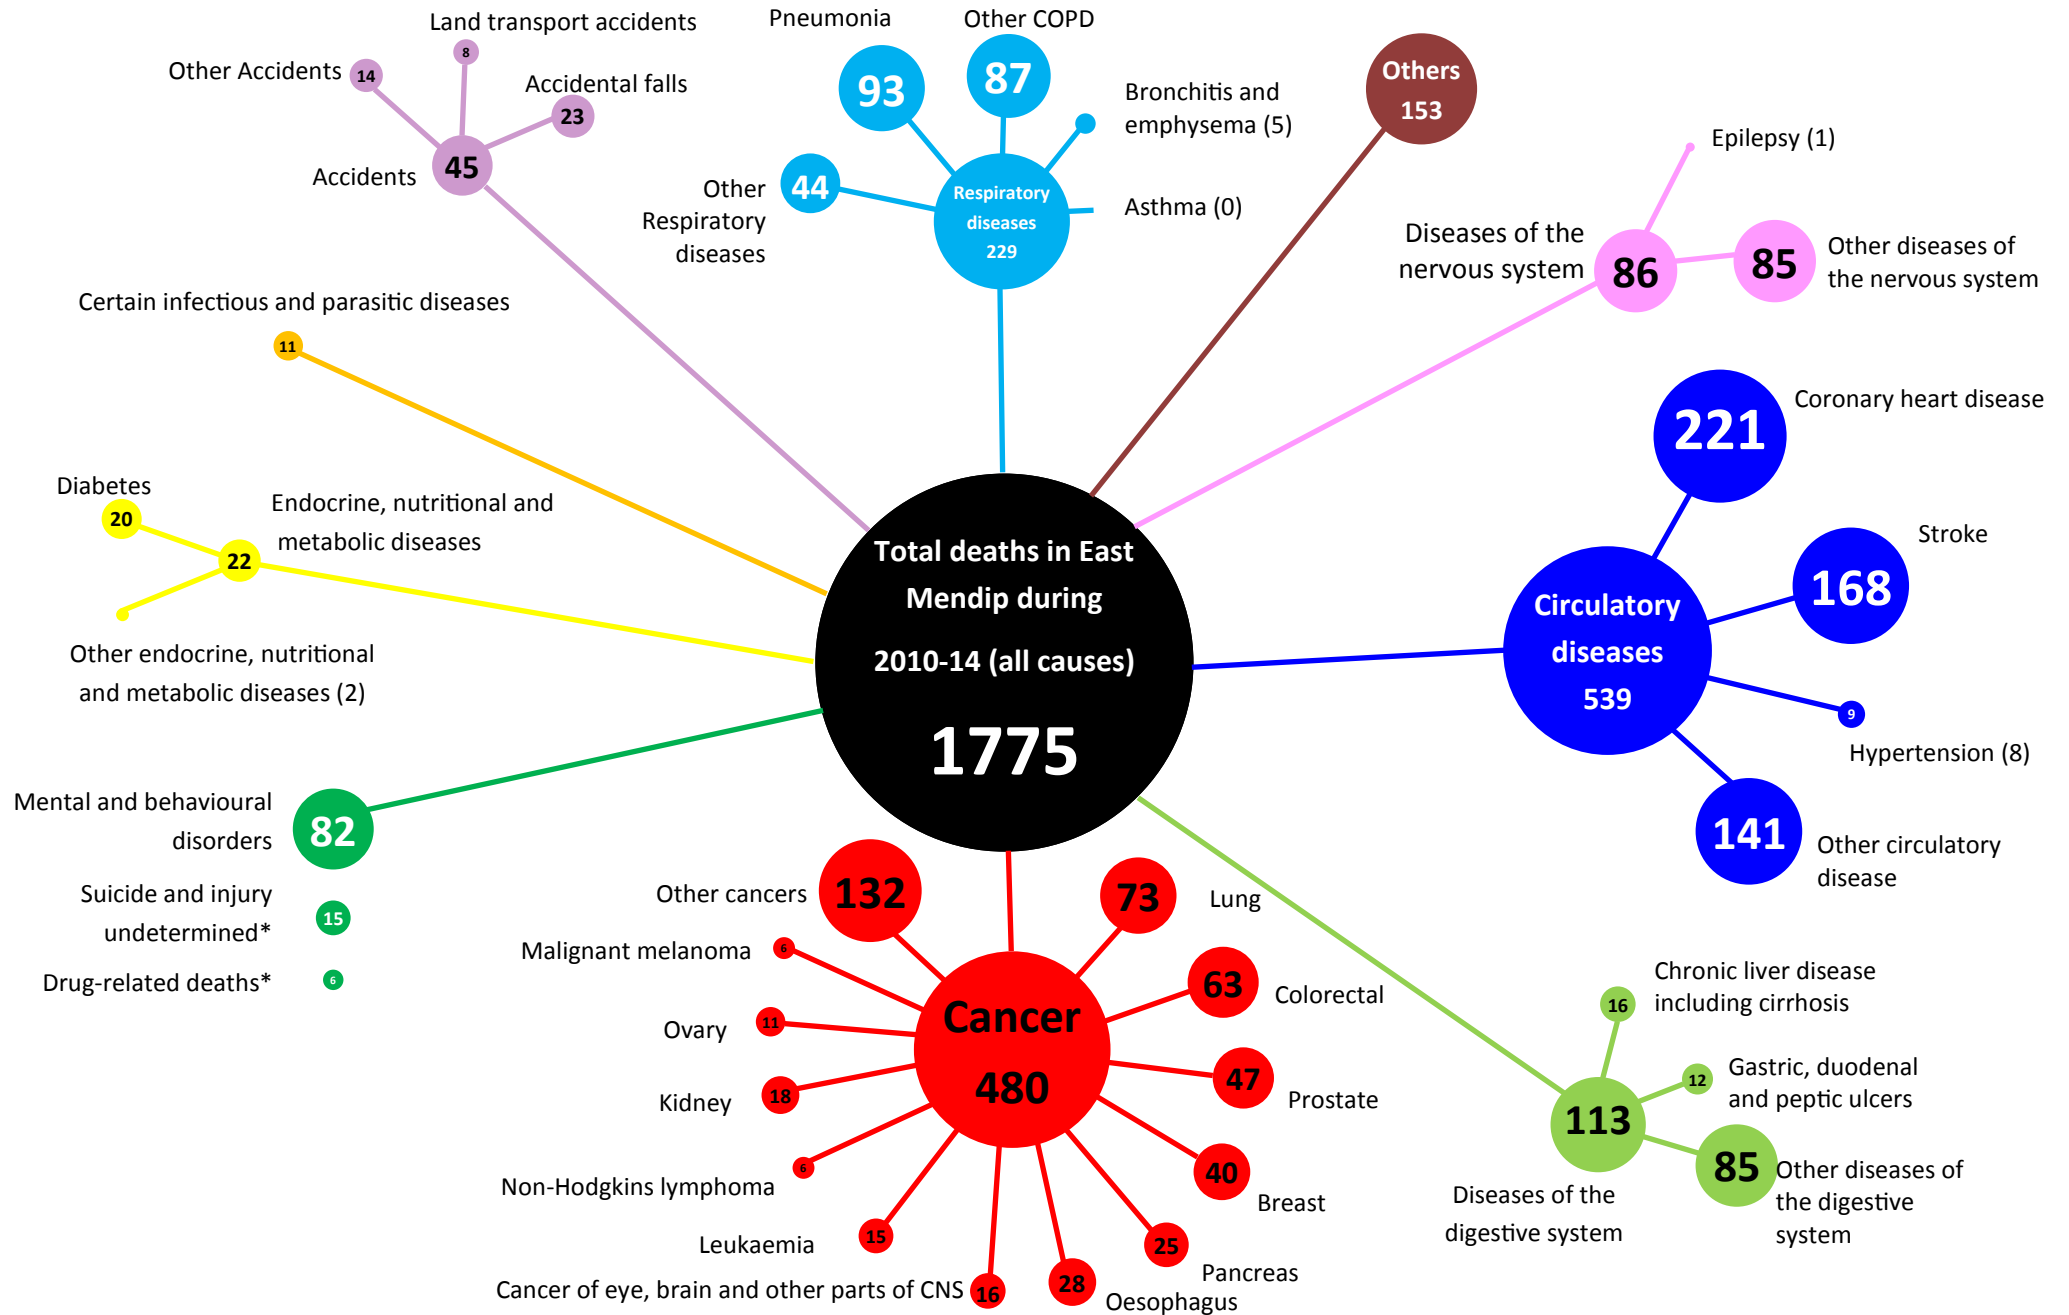 Land transport accidents
8
Other Accidents
14
Accidental falls
23
Accidents
45
Pneumonia
93
Other COPD
87
Bronchitis and
emphysema (5)
Other
Respiratory
diseases
44
Respiratory
diseases
229
Asthma (0)
Others
153
Epilepsy (1)
Diseases of the
nervous system
86
85
Other diseases of
the nervous system
Certain infectious and parasitic diseases
11
Diabetes
20
Endocrine, nutritional and
metabolic diseases
22
Other endocrine, nutritional
and metabolic diseases (2)
Total deaths in East
Mendip during
2010-14 (all causes)
1775
221
Coronary heart disease
Stroke
168
Circulatory
diseases
539
9
Hypertension (8)
141
Other circulatory
disease
Mental and behavioural
disorders
82
Suicide and injury
undetermined*
15
Drug-related deaths*
6
Other cancers
132
73
Lung
Malignant melanoma
6
63
Colorectal
Cancer
480
Ovary
11
47
Prostate
Kidney
18
40
Breast
Non-Hodgkins lymphoma
6
Leukaemia
15
25
Pancreas
Cancer of eye, brain and other parts of CNS
16
28
Oesophagus
Chronic liver disease
including cirrhosis
16
12
Gastric, duodenal
and peptic ulcers
113
85
Other diseases of
the digestive
system
Diseases of the
digestive system